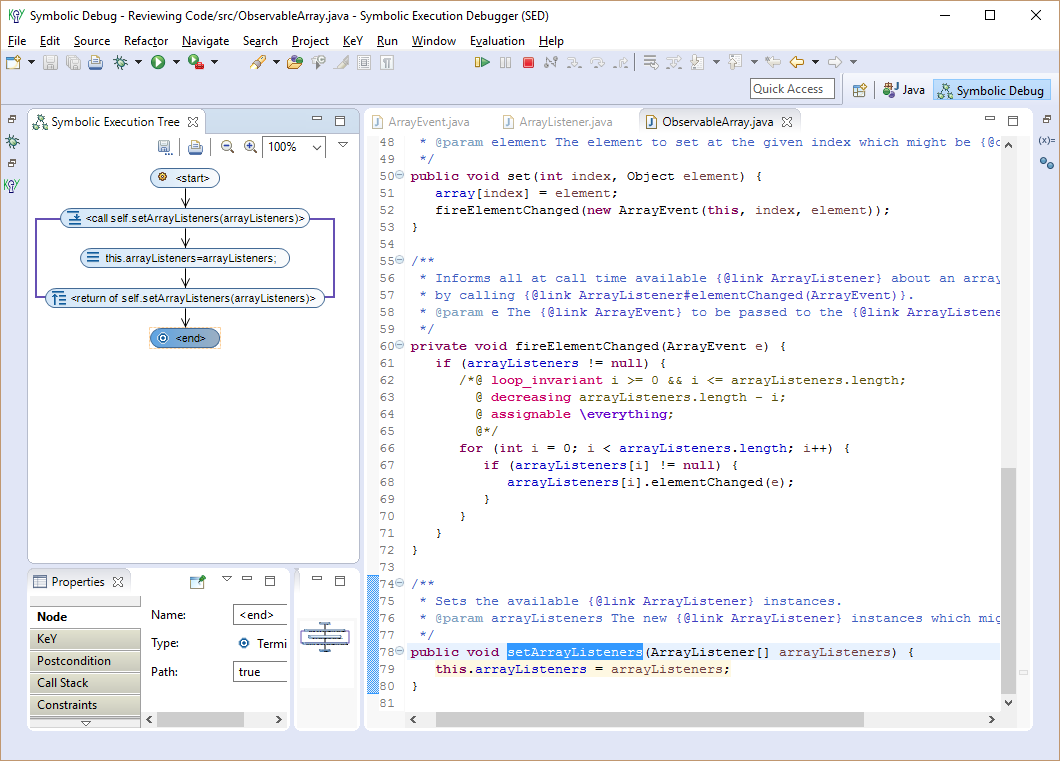 Symbolic Debug - Reviewing Code/src/ObservableArray.java - Symbolic Execution Debugger (SED)
File Edit Source Refactor Navigate Search Project KeY Run Window Evaluation Help
Quick Access
Java
Symbolic Debug
Symbolic Execution Tree
100%
<start>
<call self.setArrayListeners(arrayListeners)>
this.arrayListeners=arrayListeners;
<return of self.setArrayListeners(arrayListeners)>
<end>
ArrayEvent.java
ArrayListener.java
ObservableArray.java
48 * @param element The element to set at the given index which might be {@c
49 */
50 public void set(int index, Object element) {
51 array[index] = element;
52 fireElementChanged(new ArrayEvent(this, index, element));
53 }
54
55 /**
56 * Informs all at call time available {@link ArrayListener} about an array
57 * by calling {@link ArrayListener#elementChanged(ArrayEvent)}.
58 * @param e The {@link ArrayEvent} to be passed to the {@link ArrayListene
59 */
60 private void fireElementChanged(ArrayEvent e) {
61 if (arrayListeners != null) {
62 /*@ loop_invariant i >= 0 && i <= arrayListeners.length;
63 @ decreasing arrayListeners.length - i;
64 @ assignable \everything;
65 @*/
66 for (int i = 0; i < arrayListeners.length; i++) {
67 if (arrayListeners[i] != null) {
68 arrayListeners[i].elementChanged(e);
69 }
70 }
71 }
72 }
73
74 /**
75 * Sets the available {@link ArrayListener} instances.
76 * @param arrayListeners The new {@link ArrayListener} instances which mig
77 */
78 public void setArrayListeners(ArrayListener[] arrayListeners) {
79 this.arrayListeners = arrayListeners;
80 }
81
Properties
Node
KeY
Postcondition
Call Stack
Constraints
Name: <end>
Type: Termi
Path: true
(x)=